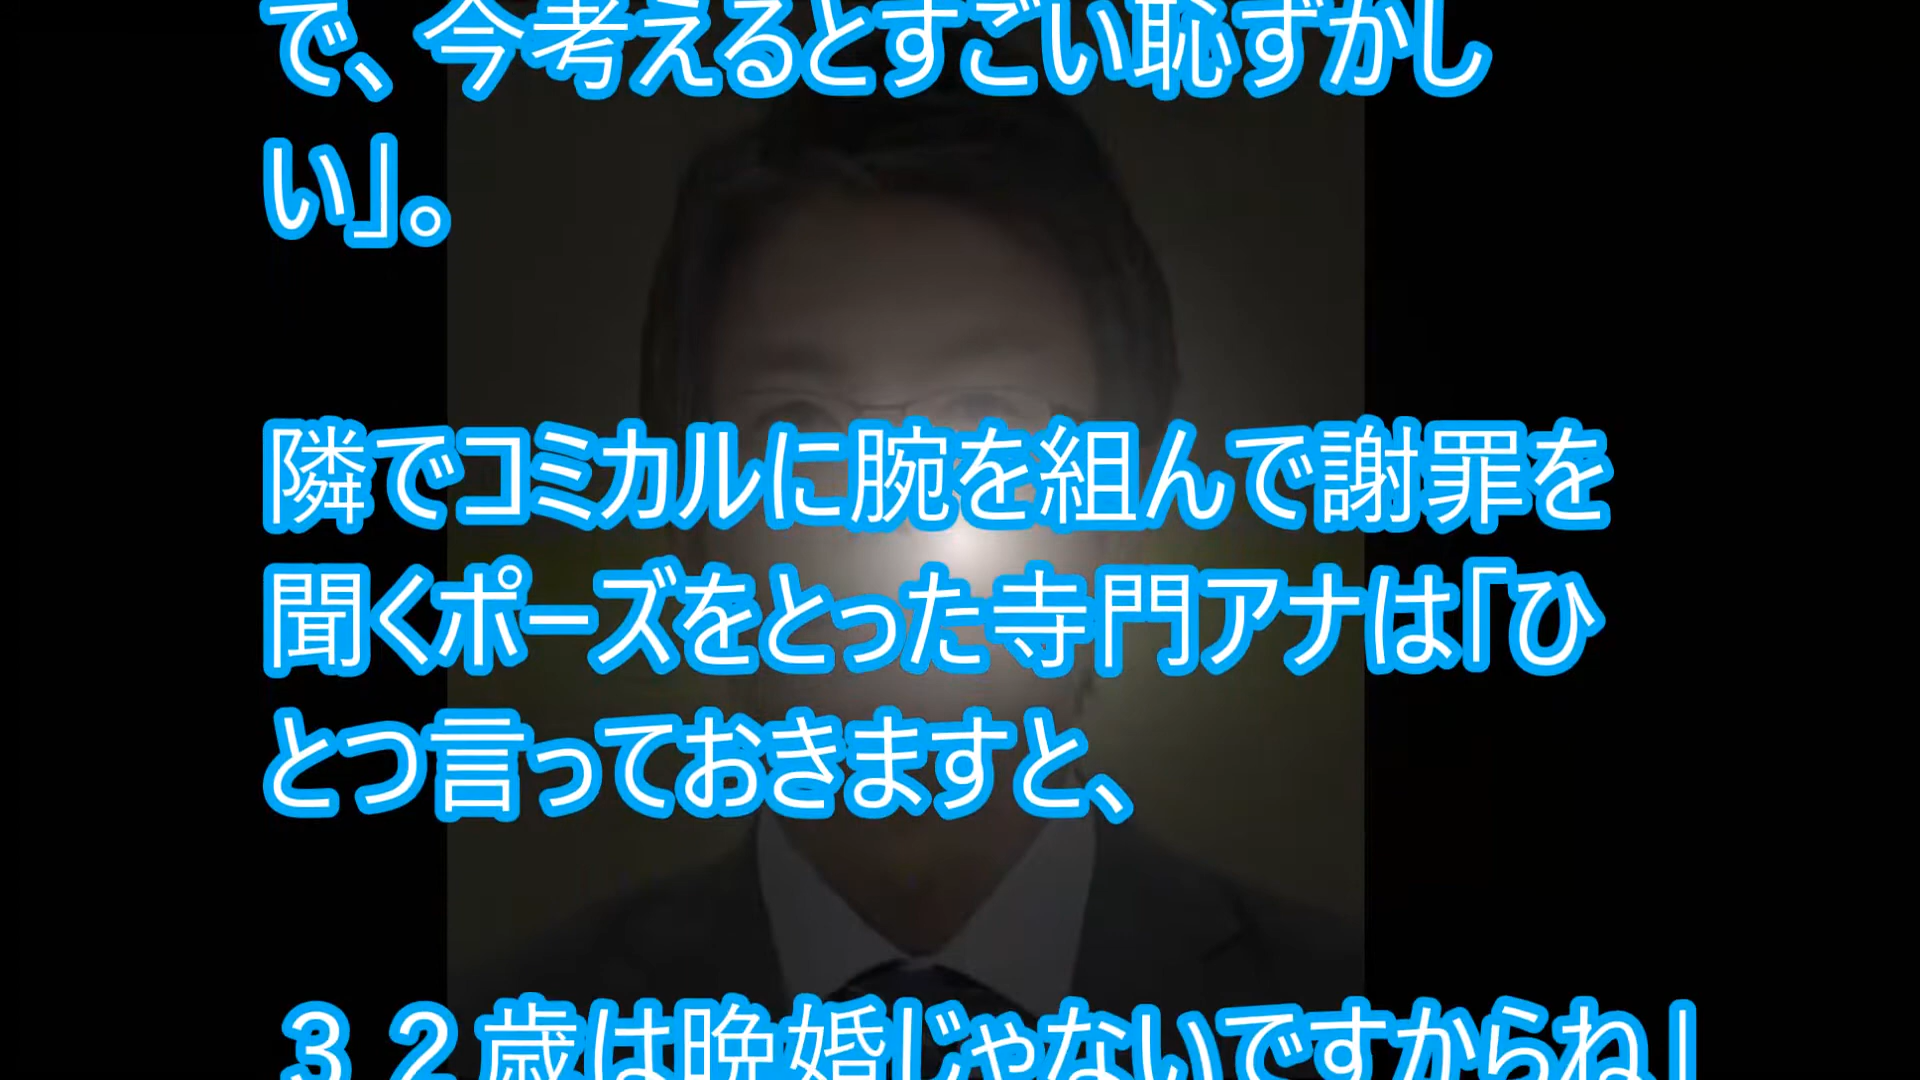 で、今考えるとすごい恥ずかし
い」。
隣でコミカルに腕を組んで謝罪を
聞くポーズをとった寺門アナは「ひ
とつ言っておきますと、
３２歳は晩婚じゃないですからね」